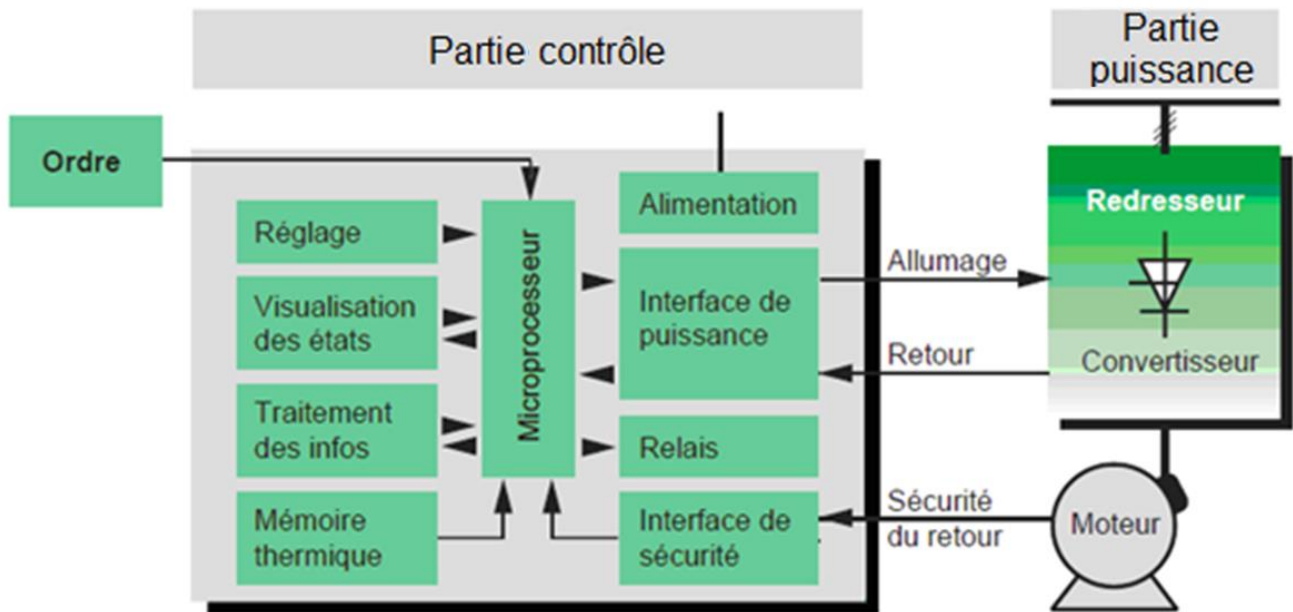 Partie contrôle
Partie
puissance
Ordre
Réglage
Visualisation
des états
Traitement
des infos
Mémoire
thermique
Microprocesseur
Alimentation
Interface de
puissance
Relais
Interface de
sécurité
Allumage
Retour
Sécurité
du retour
Redresseur
Convertisseur
Moteur